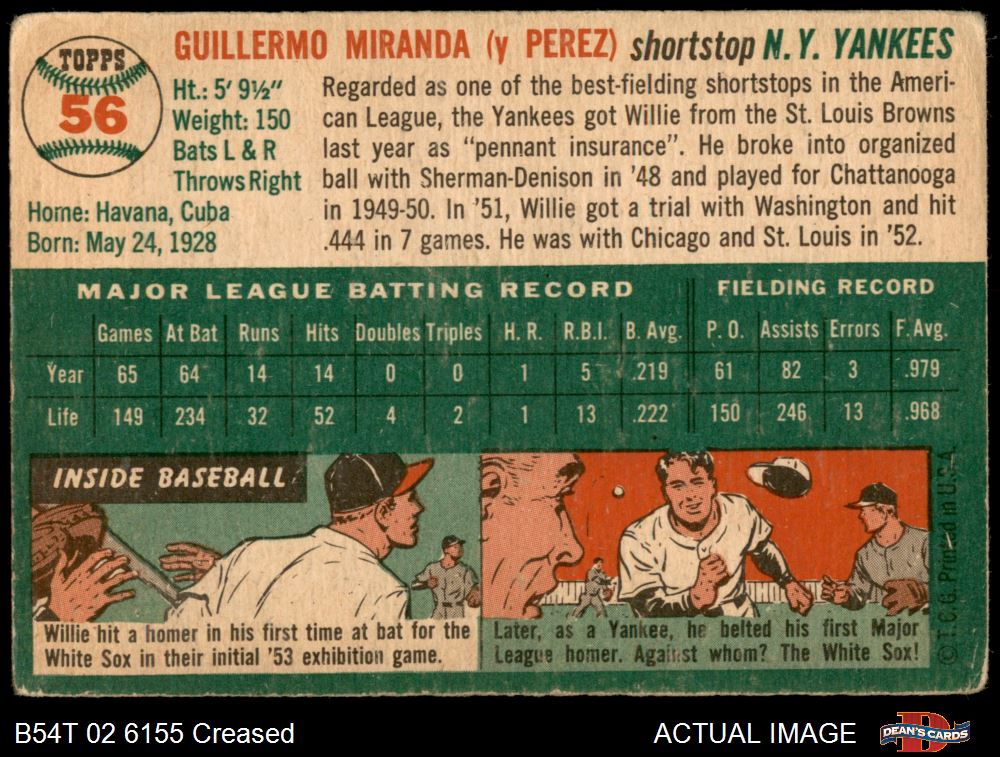 TOPPS
56
GUILLERMO MIRANDA (y PEREZ) shortstop N.Y. YANKEES
Ht.: 5' 9½"
Weight: 150
Bats L & R
Throws Right
Home: Havana, Cuba
Born: May 24, 1928
Regarded as one of the best-fielding shortstops in the Ameri-
can League, the Yankees got Willie from the St. Louis Browns
last year as "pennant insurance". He broke into organized
ball with Sherman-Denison in '48 and played for Chattanooga
in 1949-50. In '51, Willie got a trial with Washington and hit
.444 in 7 games. He was with Chicago and St. Louis in '52.
MAJOR LEAGUE BATTING RECORD FIELDING RECORD
Games At Bat Runs Hits Doubles Triples H. R. R.B.I. B. Avg. P. O. Assists Errors F. Avg.
Year 65 64 14 14 0 0 1 5 .219 61 82 3 .979
Life 149 234 32 52 4 2 1 13 .222 150 246 13 .968
INSIDE BASEBALL
Willie hit a homer in his first time at bat for the
White Sox in their initial '53 exhibition game.
Later, as a Yankee, he belted his first Major
League homer. Against whom? The White Sox!
© T.C.G. Printed in U.S.A.
B54T 02 6155 Creased
ACTUAL IMAGE
D
DEAN'S CARDS